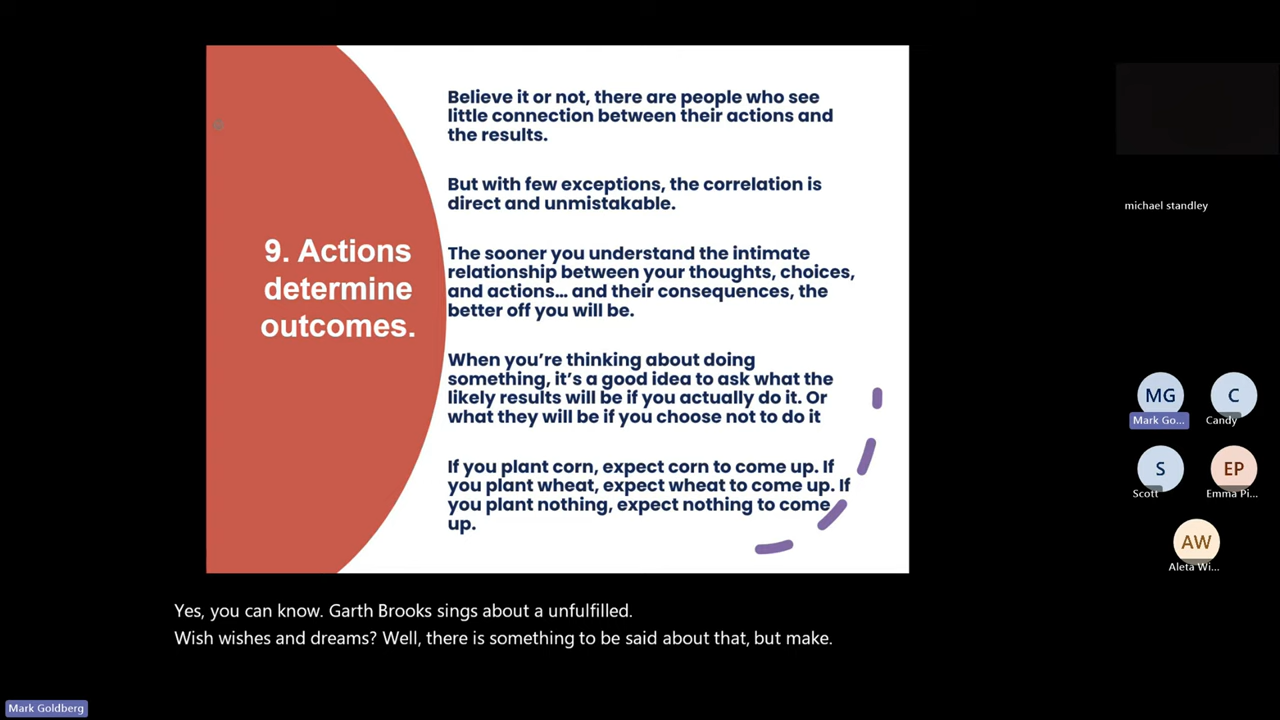 9. Actions
determine
outcomes.
Believe it or not, there are people who see
little connection between their actions and
the results.
But with few exceptions, the correlation is
direct and unmistakable.
The sooner you understand the intimate
relationship between your thoughts, choices,
and actions… and their consequences, the
better off you will be.
When you’re thinking about doing
something, it’s a good idea to ask what the
likely results will be if you actually do it. Or
what they will be if you choose not to do it
If you plant corn, expect corn to come up. If
you plant wheat, expect wheat to come up. If
you plant nothing, expect nothing to come
up.
michael standley
MG
Mark Go...
C
Candy
S
Scott
EP
Emma Pi...
AW
Aleta Wi...
Yes, you can know. Garth Brooks sings about a unfulfilled.
Wish wishes and dreams? Well, there is something to be said about that, but make.
Mark Goldberg